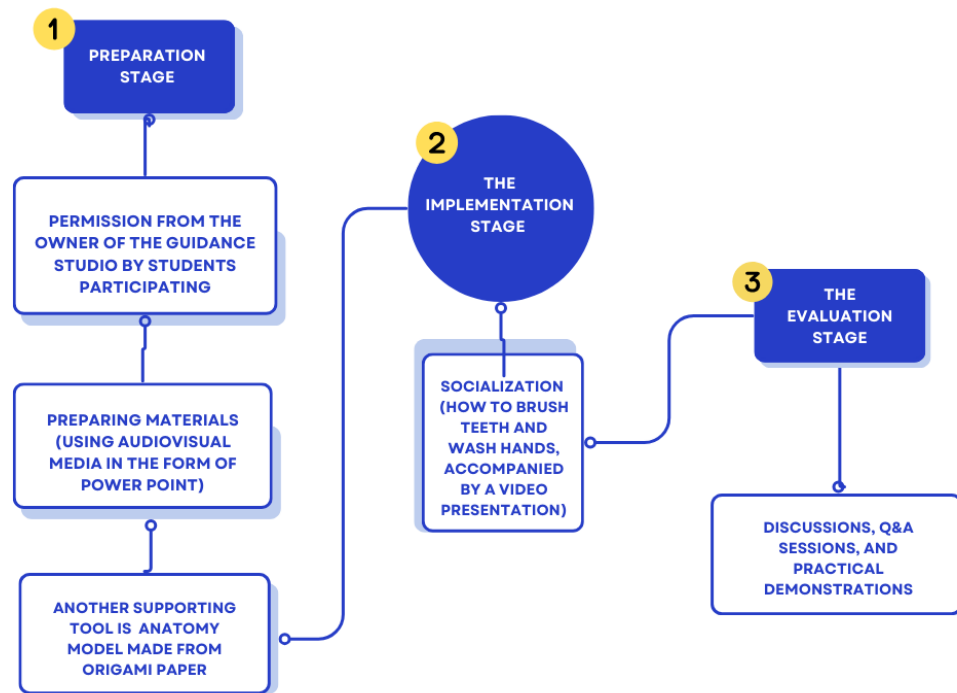 1
PREPARATION
STAGE
PERMISSION FROM THE
OWNER OF THE GUIDANCE
STUDIO BY STUDENTS
PARTICIPATING
PREPARING MATERIALS
(USING AUDIOVISUAL
MEDIA IN THE FORM OF
POWER POINT)
ANOTHER SUPPORTING
TOOL IS ANATOMY
MODEL MADE FROM
ORIGAMI PAPER
2
THE
IMPLEMENTATION
STAGE
SOCIALIZATION
(HOW TO BRUSH
TEETH AND
WASH HANDS,
ACCOMPANIED
BY A VIDEO
PRESENTATION)
3
THE
EVALUATION
STAGE
DISCUSSIONS, Q&A
SESSIONS, AND
PRACTICAL
DEMONSTRATIONS